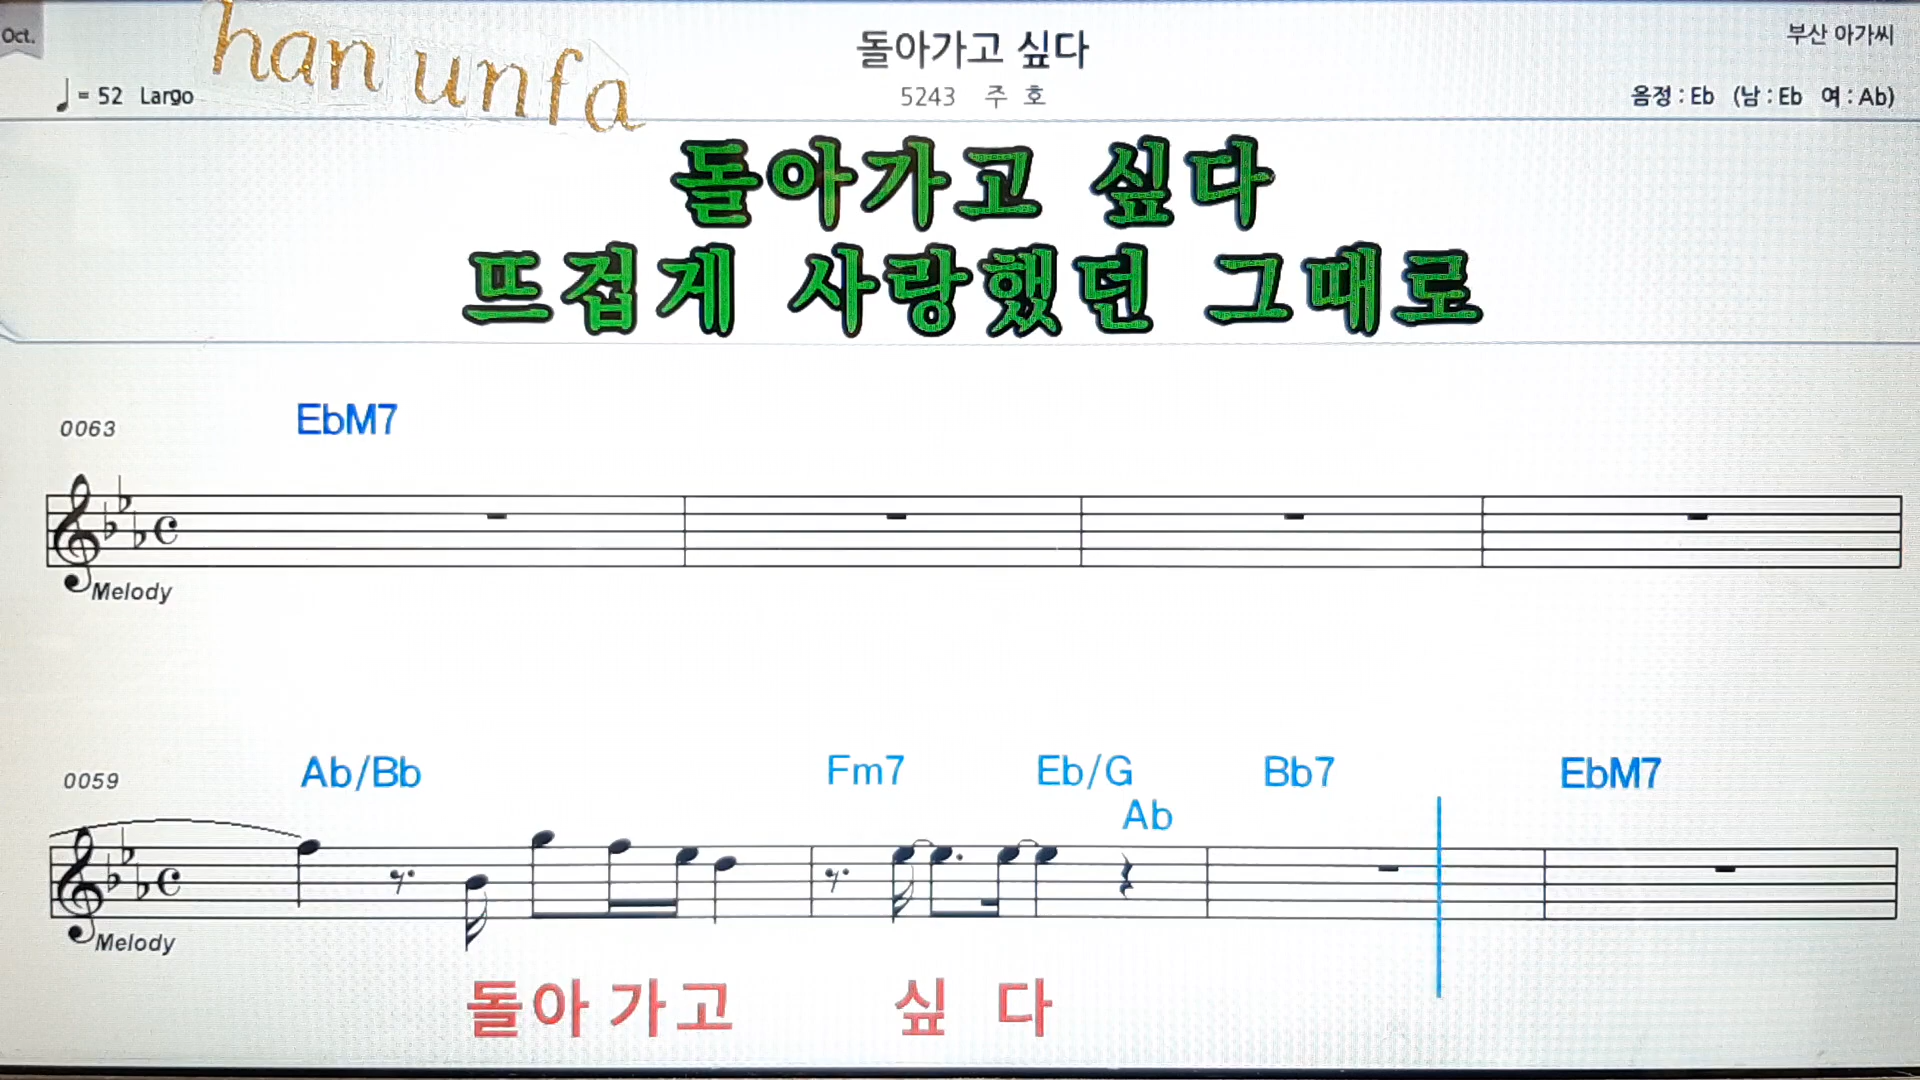 Oct.
han unfa
돌아가고 싶다
부산 아가씨
♩= 52 Largo
5243 주 호
음정 : Eb (남 : Eb 여 : Ab)
돌아가고 싶다
뜨겁게 사랑했던 그때로
0063
EbM7
Melody
0059
Ab/Bb Fm7 Eb/G Ab Bb7 EbM7
Melody
돌아 가고 싶 다